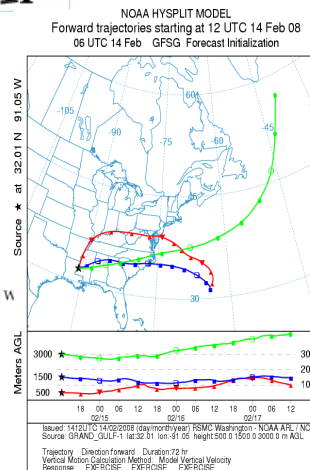 NOAA HYSPLIT MODEL
Forward trajectories starting at 12 UTC 14 Feb 08
06 UTC 14 Feb GFSG Forecast Initialization
Source ★ at 32.01 N 91.05 W
-105
-90
-75
-60
-45
60
45
30
W
Meters AGL
3000
1500
500
30
20
10
18 00 06 12 18 00 06 12 18 00 06 12
02/15 02/16 02/17
Issued: 1412UTC 14/02/2008 (day/month/year) RSMC Washington - NOAA ARL / NC
Source: GRAND_GULF-1 lat:32.01 lon:-91.05 height:500.0 1500.0 3000.0 m AGL
Trajectory Direction:forward Duration:72 hr
Vertical Motion Calculation Method: Model Vertical Velocity
Response: EXERCISE EXERCISE EXERCISE EXERCISE